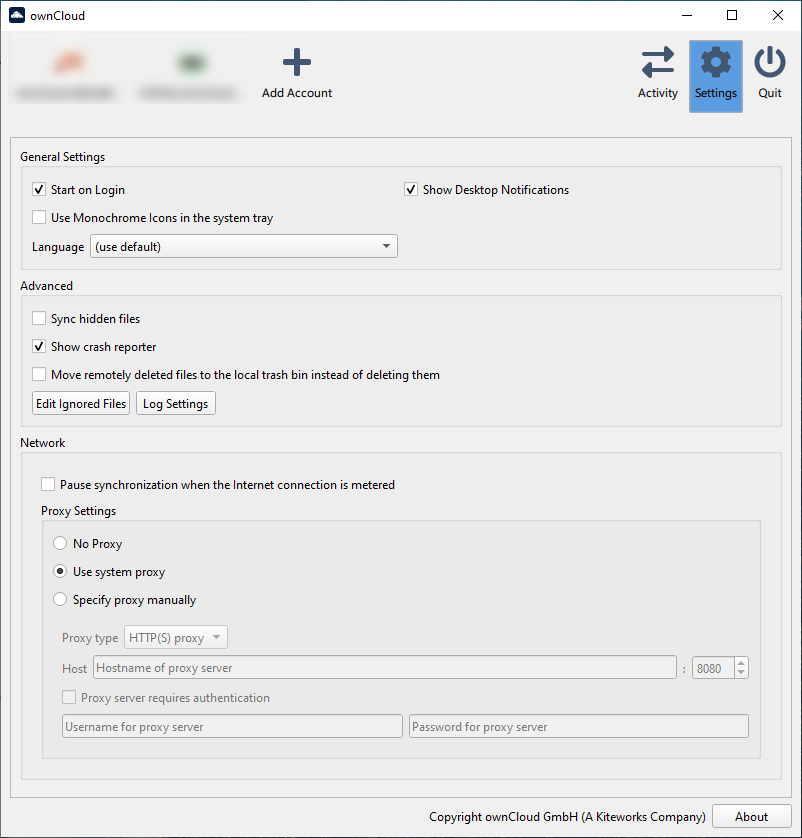 ownCloud
Add Account
Activity
Settings
Quit
General Settings
Start on Login
Show Desktop Notifications
Use Monochrome Icons in the system tray
Language (use default)
Advanced
Sync hidden files
Show crash reporter
Move remotely deleted files to the local trash bin instead of deleting them
Edit Ignored Files
Log Settings
Network
Pause synchronization when the Internet connection is metered
Proxy Settings
No Proxy
Use system proxy
Specify proxy manually
Proxy type HTTP(S) proxy
Host Hostname of proxy server : 8080
Proxy server requires authentication
Username for proxy server
Password for proxy server
Copyright ownCloud GmbH (A Kiteworks Company)
About